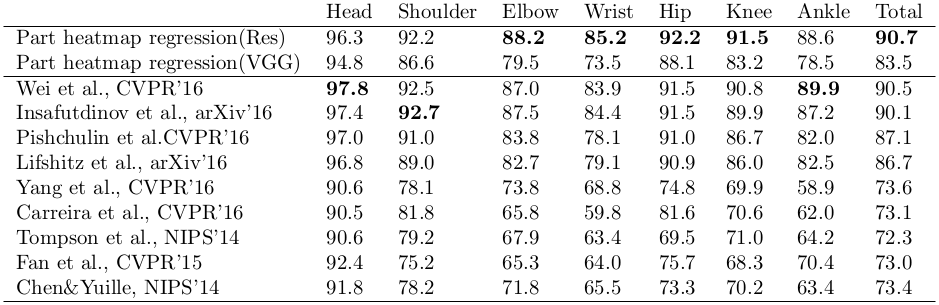 Head Shoulder Elbow Wrist Hip Knee Ankle Total
Part heatmap regression(Res) 96.3 92.2 88.2 85.2 92.2 91.5 88.6 90.7
Part heatmap regression(VGG) 94.8 86.6 79.5 73.5 88.1 83.2 78.5 83.5
Wei et al., CVPR'16 97.8 92.5 87.0 83.9 91.5 90.8 89.9 90.5
Insafutdinov et al., arXiv'16 97.4 92.7 87.5 84.4 91.5 89.9 87.2 90.1
Pishchulin et al.CVPR'16 97.0 91.0 83.8 78.1 91.0 86.7 82.0 87.1
Lifshitz et al., arXiv'16 96.8 89.0 82.7 79.1 90.9 86.0 82.5 86.7
Yang et al., CVPR'16 90.6 78.1 73.8 68.8 74.8 69.9 58.9 73.6
Carreira et al., CVPR'16 90.5 81.8 65.8 59.8 81.6 70.6 62.0 73.1
Tompson et al., NIPS'14 90.6 79.2 67.9 63.4 69.5 71.0 64.2 72.3
Fan et al., CVPR'15 92.4 75.2 65.3 64.0 75.7 68.3 70.4 73.0
Chen&Yuille, NIPS'14 91.8 78.2 71.8 65.5 73.3 70.2 63.4 73.4